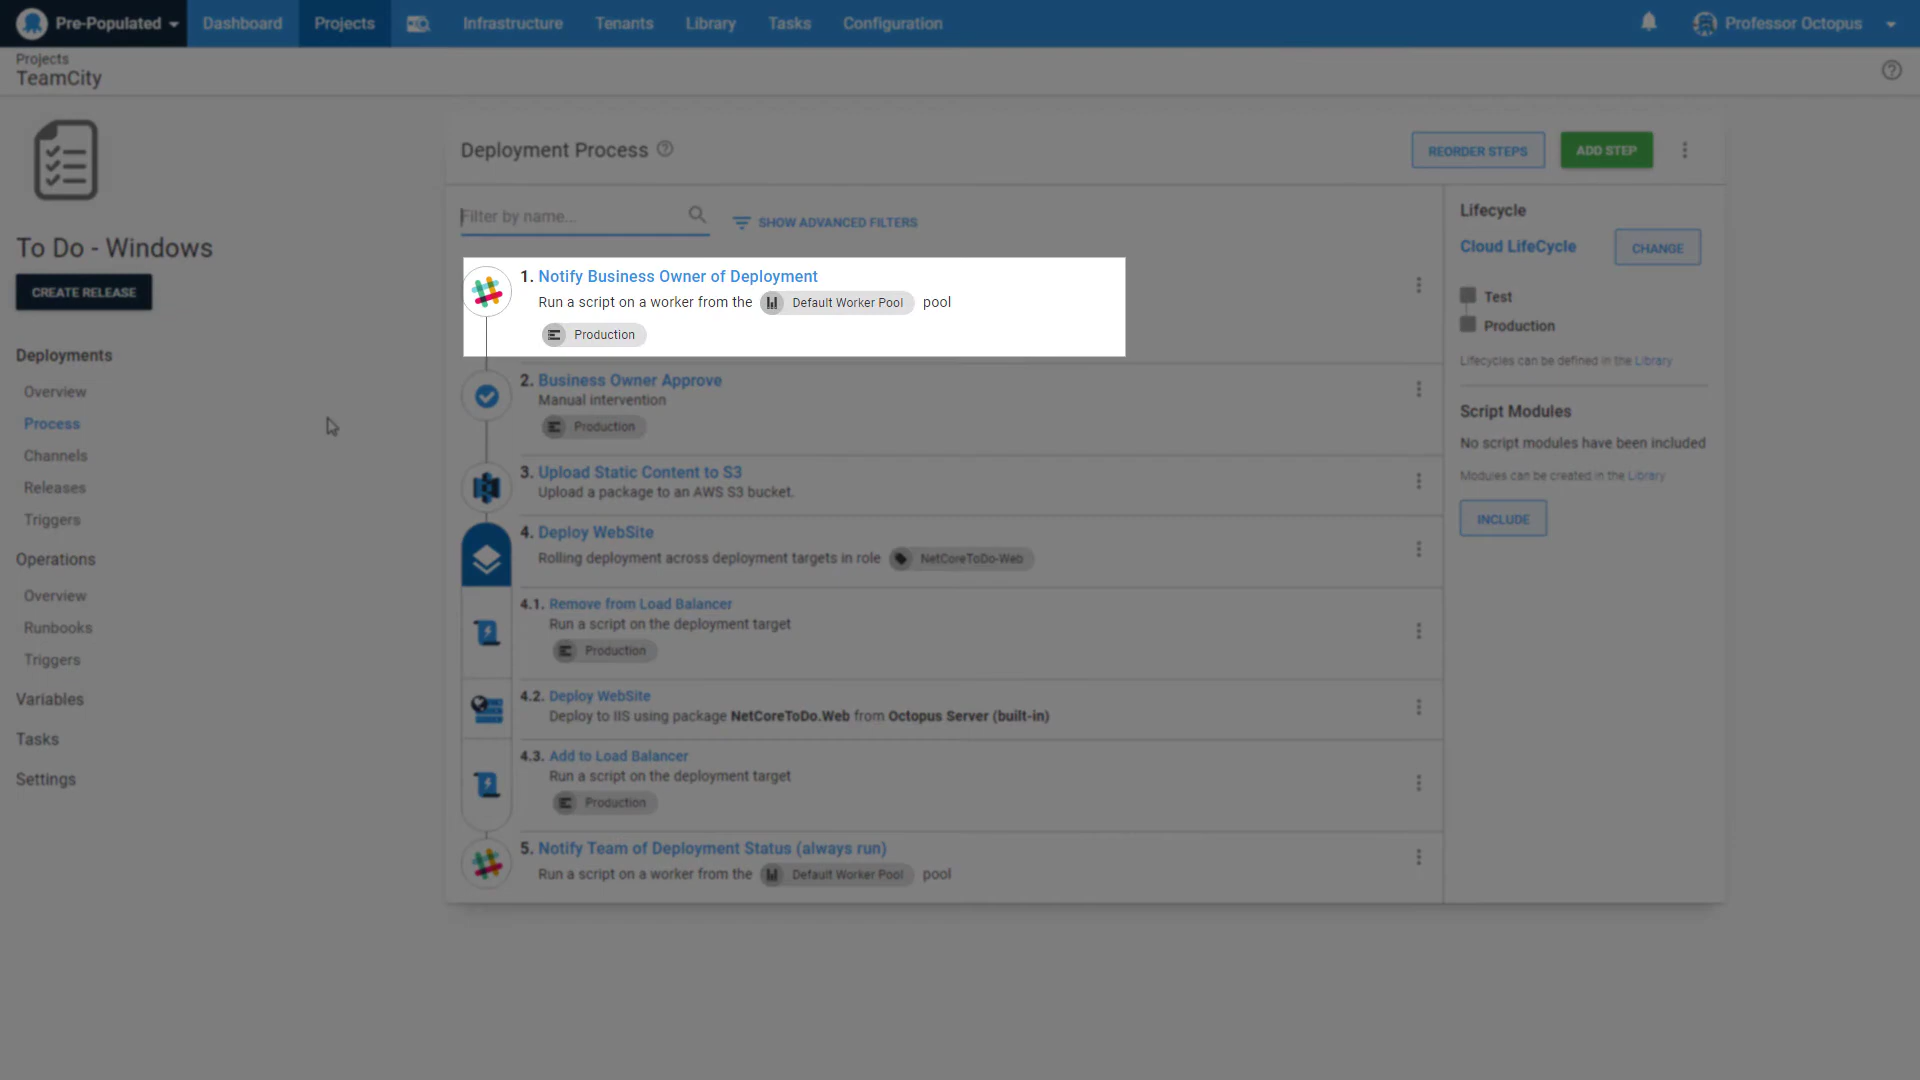 Pre-Populated
Dashboard
Projects
Infrastructure
Tenants
Library
Tasks
Configuration
Professor Octopus
Projects
TeamCity
To Do - Windows
CREATE RELEASE
Deployments
Overview
Process
Channels
Releases
Triggers
Operations
Overview
Runbooks
Triggers
Variables
Tasks
Settings
Deployment Process
REORDER STEPS
ADD STEP
Filter by name...
SHOW ADVANCED FILTERS
1. Notify Business Owner of Deployment
Run a script on a worker from the Default Worker Pool pool
Production
2. Business Owner Approve
Manual intervention
Production
3. Upload Static Content to S3
Upload a package to an AWS S3 bucket.
4. Deploy WebSite
Rolling deployment across deployment targets in role NetCoreToDo-Web
4.1. Remove from Load Balancer
Run a script on the deployment target
Production
4.2. Deploy WebSite
Deploy to IIS using package NetCoreToDo.Web from Octopus Server (built-in)
4.3. Add to Load Balancer
Run a script on the deployment target
Production
5. Notify Team of Deployment Status (always run)
Run a script on a worker from the Default Worker Pool pool
Lifecycle
Cloud LifeCycle
CHANGE
Test
Production
Lifecycles can be defined in the Library
Script Modules
No script modules have been included
Modules can be created in the Library
INCLUDE